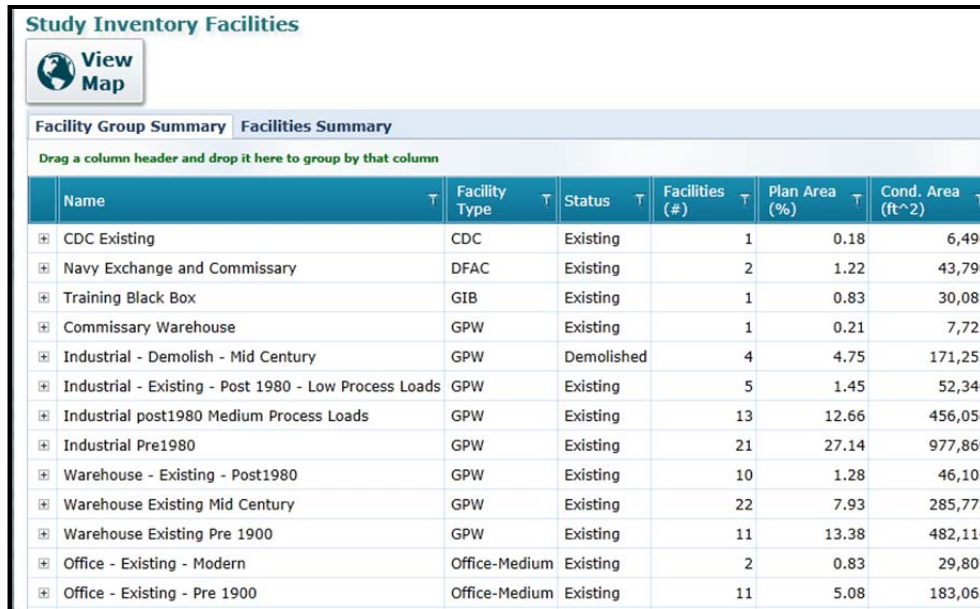 Study Inventory Facilities
View
Map
Facility Group Summary Facilities Summary
Drag a column header and drop it here to group by that column
Name Facility Type Status Facilities (#) Plan Area (%) Cond. Area (ft^2)
CDC Existing CDC Existing 1 0.18 6,49
Navy Exchange and Commissary DFAC Existing 2 1.22 43,79
Training Black Box GIB Existing 1 0.83 30,08
Commissary Warehouse GPW Existing 1 0.21 7,72
Industrial - Demolish - Mid Century GPW Demolished 4 4.75 171,25
Industrial - Existing - Post 1980 - Low Process Loads GPW Existing 5 1.45 52,34
Industrial post1980 Medium Process Loads GPW Existing 13 12.66 456,05
Industrial Pre1980 GPW Existing 21 27.14 977,86
Warehouse - Existing - Post1980 GPW Existing 10 1.28 46,10
Warehouse Existing Mid Century GPW Existing 22 7.93 285,77
Warehouse Existing Pre 1900 GPW Existing 11 13.38 482,11
Office - Existing - Modern Office-Medium Existing 2 0.83 29,80
Office - Existing - Pre 1900 Office-Medium Existing 11 5.08 183,09